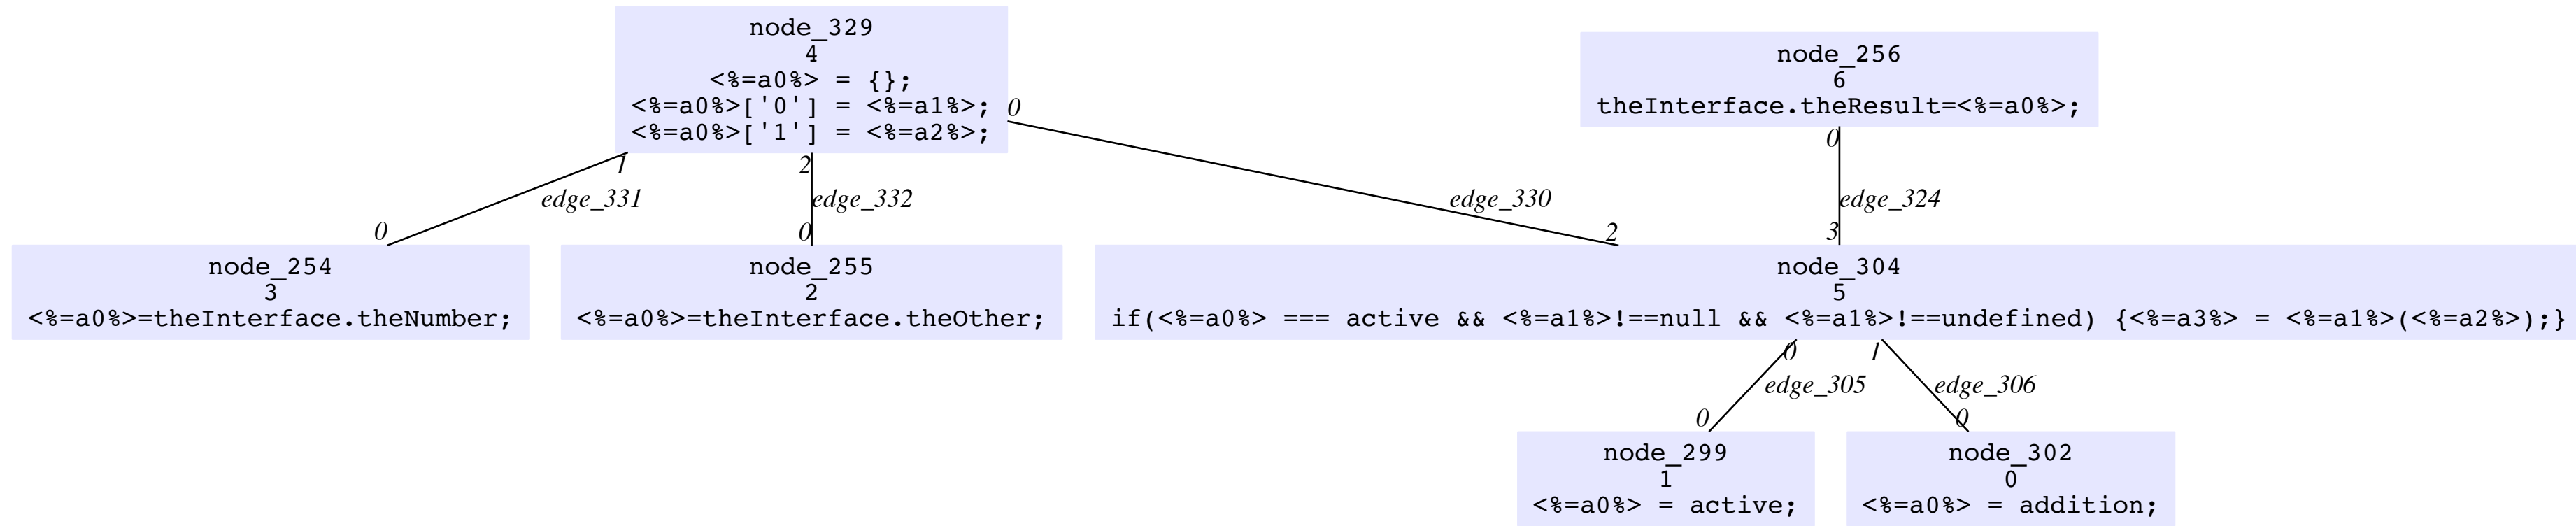 node_329
4
<%=a0%> = {};
<%=a0%>['0'] = <%=a1%>;
<%=a0%>['1'] = <%=a2%>;
node_256
6
theInterface.theResult=<%=a0%>;
0
1
2
0
edge_331
edge_332
edge_330
edge_324
0
0
2
3
node_254
3
<%=a0%>=theInterface.theNumber;
node_255
2
<%=a0%>=theInterface.theOther;
node_304
5
if(<%=a0%> === active && <%=a1%>!==null && <%=a1%>!==undefined) {<%=a3%> = <%=a1%>(<%=a2%>);}
0
1
edge_305
edge_306
0
0
node_299
1
<%=a0%> = active;
node_302
0
<%=a0%> = addition;